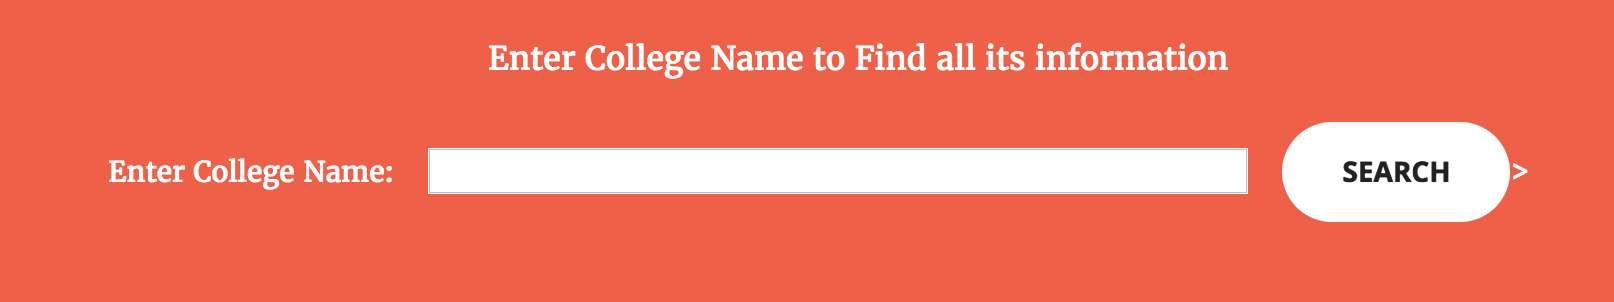 Enter College Name to Find all its information
Enter College Name: SEARCH >